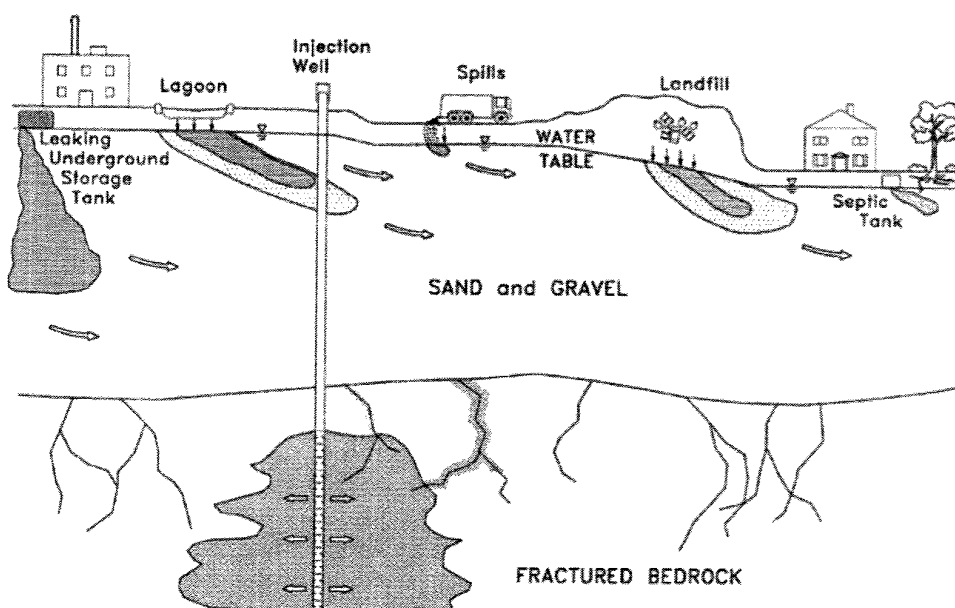 Injection
Well
Lagoon
Spills
Landfill
Leaking
Underground
Storage
Tank
WATER
TABLE
Septic
Tank
SAND and GRAVEL
FRACTURED BEDROCK